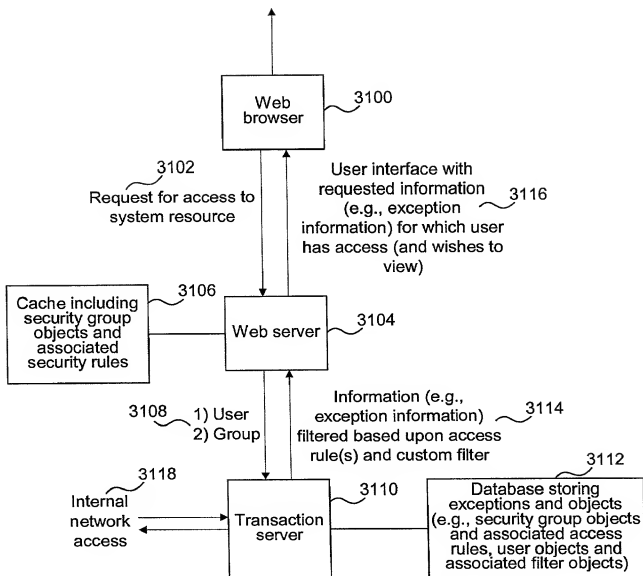 Web
browser
3100
3102
Request for access to
system resource
User interface with
requested information
(e.g., exception
information) for which user
has access (and wishes to
view)
3116
3106
Cache including
security group
objects and
associated
security rules
Web server
3104
3108
1) User
2) Group
Information (e.g.,
exception information)
filtered based upon access
rule(s) and custom filter
3114
3118
Internal
network
access
Transaction
server
3110
3112
Database storing
exceptions and objects
(e.g., security group objects
and associated access
rules, user objects and
associated filter objects)